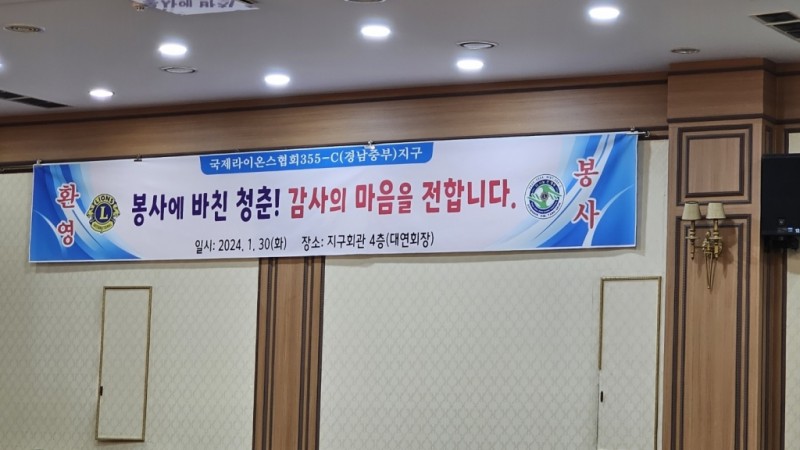 국제라이온스협회355-C(경남중부)지구
환영
봉사에 바친 청춘! 감사의 마음을 전합니다.
봉사
일시: 2024. 1. 30(화) 장소: 지구회관 4층(대연회장)
LIONS
L